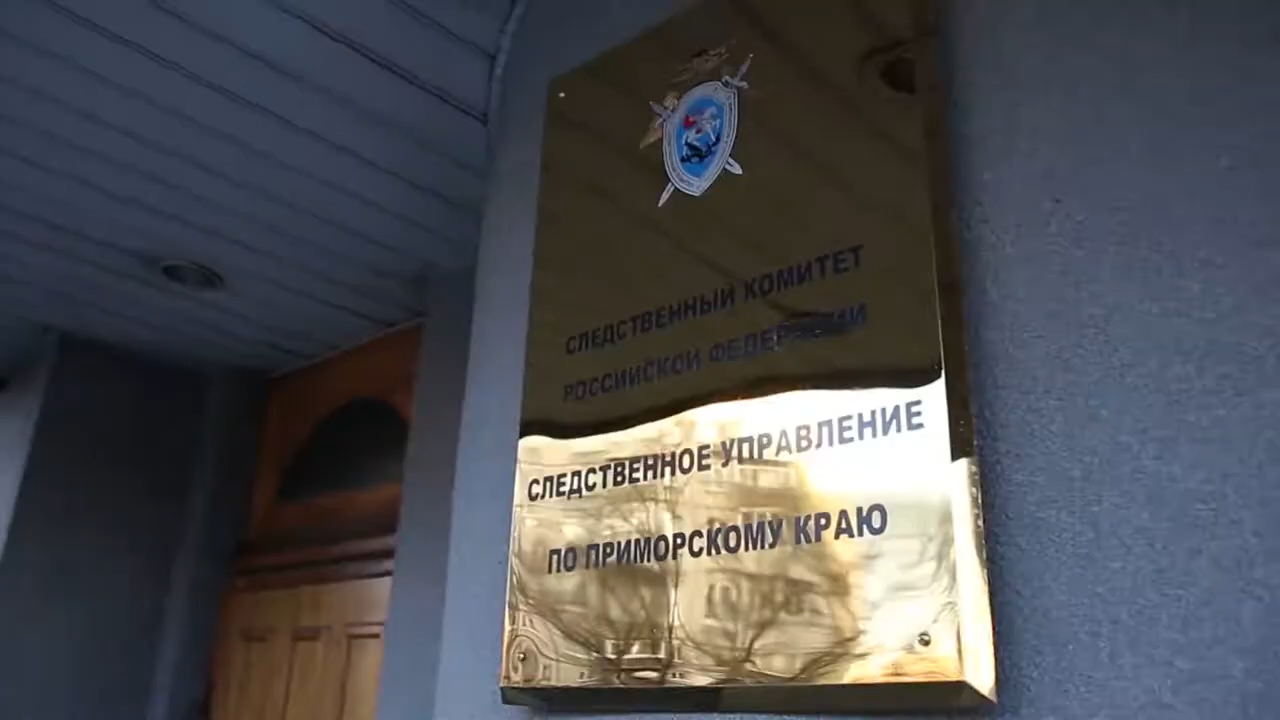 СЛЕДСТВЕННЫЙ КОМИТЕТ
РОССИЙСКОЙ ФЕДЕРАЦИИ
СЛЕДСТВЕННОЕ УПРАВЛЕНИЕ
ПО ПРИМОРСКОМУ КРАЮ